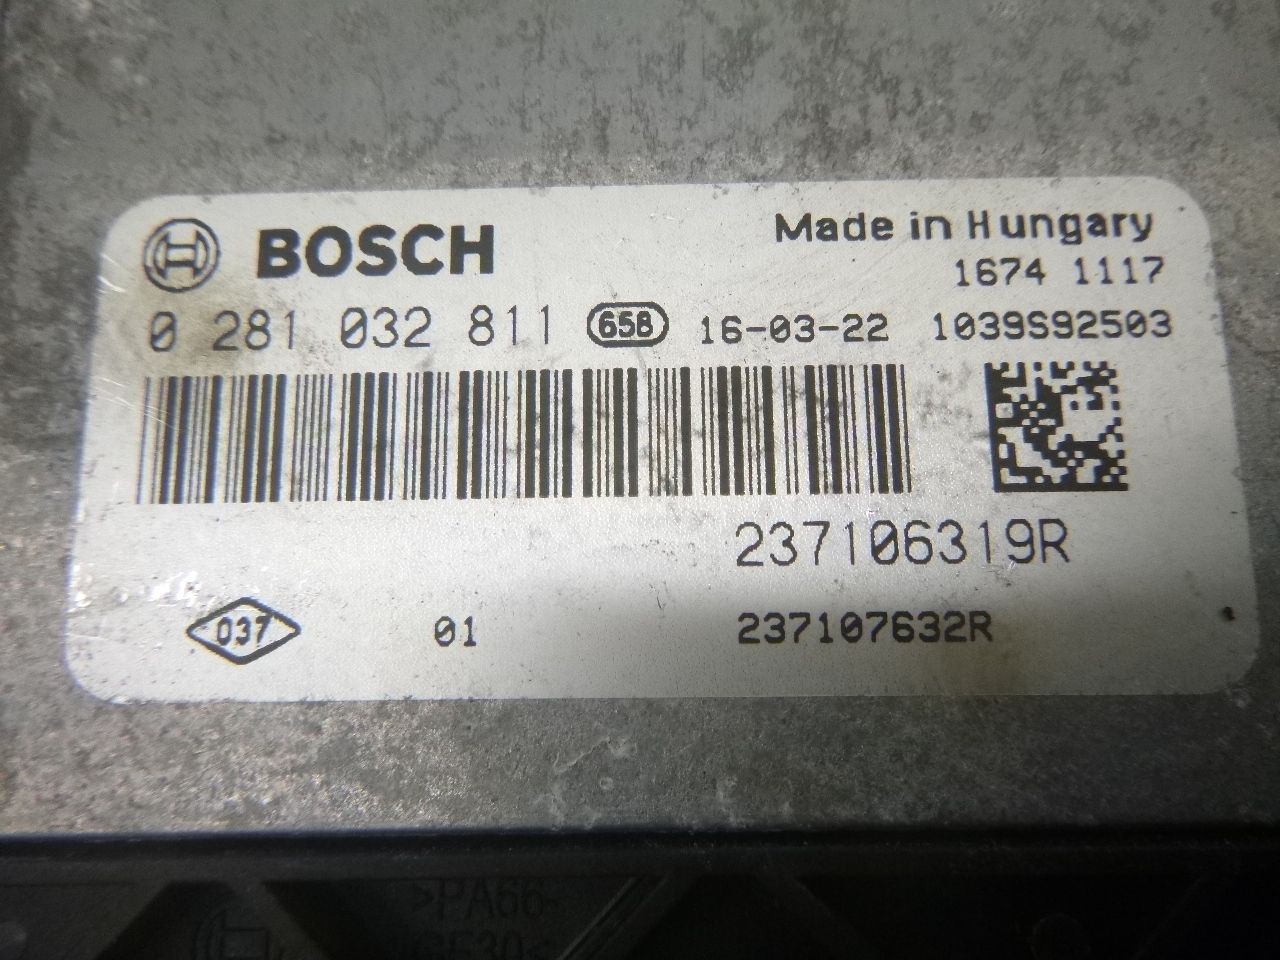 BOSCH
Made in Hungary
1674 1117
0 281 032 811 658 16-03-22 1039S92503
237106319R
037 01 237107632R
>PA66-
GF30<